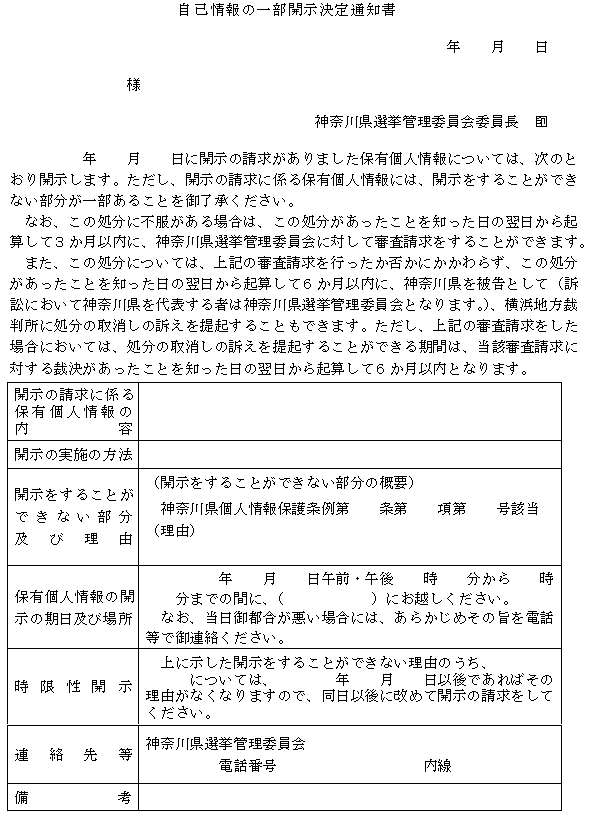 自己情報の一部開示決定通知書
年　　月　　日
様
神奈川県選挙管理委員会委員長　印
年　　月　　日に開示の請求がありました保有個人情報については、次のと
おり開示します。ただし、開示の請求に係る保有個人情報には、開示をすることができ
ない部分が一部あることを御了承ください。
なお、この処分に不服がある場合は、この処分があったことを知った日の翌日から起
算して３か月以内に、神奈川県選挙管理委員会に対して審査請求をすることができます。
また、この処分については、上記の審査請求を行ったか否かにかかわらず、この処分
があったことを知った日の翌日から起算して６か月以内に、神奈川県を被告として（訴
訟において神奈川県を代表する者は神奈川県選挙管理委員会となります。）、横浜地方裁
判所に処分の取消しの訴えを提起することもできます。ただし、上記の審査請求をした
場合においては、処分の取消しの訴えを提起することができる期間は、当該審査請求に
対する裁決があったことを知った日の翌日から起算して６か月以内となります。
開示の請求に係る
保有個人情報の
内　　　容
開示の実施の方法
開示をすることが
できない部分
及び理由
（開示をすることができない部分の概要）
神奈川県個人情報保護条例第　　条第　　項第　　号該当
（理由）
保有個人情報の開
示の期日及び場所
年　　月　　日午前・午後　　時　　分から　　時
分までの間に、（　　　　　　）にお越しください。
なお、当日御都合が悪い場合には、あらかじめその旨を電話
等で御連絡ください。
時限性開示
上に示した開示をすることができない理由のうち、
については、　　　　年　　月　　日以後であればその
理由がなくなりますので、同日以後に改めて開示の請求をして
ください。
連絡先等
神奈川県選挙管理委員会
電話番号　　　　　　　　　　内線
備　　　考